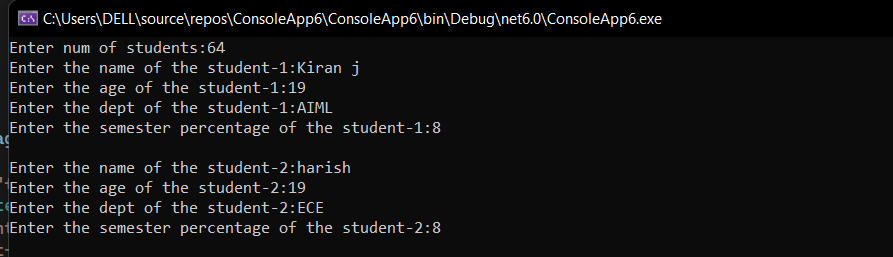 C:\Users\DELL\source\repos\ConsoleApp6\ConsoleApp6\bin\Debug\net6.0\ConsoleApp6.exe
Enter num of students:64
Enter the name of the student-1:Kiran j
Enter the age of the student-1:19
Enter the dept of the student-1:AIML
Enter the semester percentage of the student-1:8
Enter the name of the student-2:harish
Enter the age of the student-2:19
Enter the dept of the student-2:ECE
Enter the semester percentage of the student-2:8